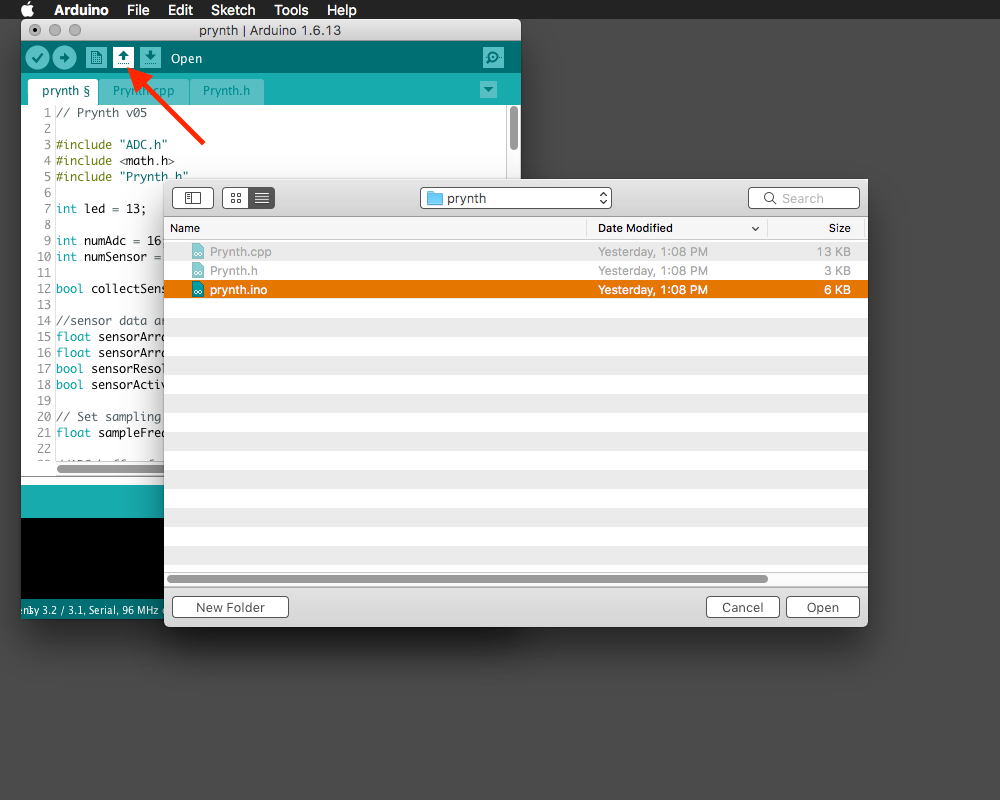 Arduino File Edit Sketch Tools Help
prynth | Arduino 1.6.13
Open
prynth § Prynth.cpp Prynth.h
1 // Prynth v05
2
3 #include "ADC.h"
4 #include <math.h>
5 #include "Prynth.h"
6
7 int led = 13;
8
9 int numAdc = 16
10 int numSensor =
11
12 bool collectSens
13
14 //sensor data ar
15 float sensorArra
16 float sensorArra
17 bool sensorResol
18 bool sensorActiv
19
20 // Set sampling
21 float sampleFreq
22
prynth
Search
Name Date Modified Size
Prynth.cpp Yesterday, 1:08 PM 13 KB
Prynth.h Yesterday, 1:08 PM 3 KB
prynth.ino Yesterday, 1:08 PM 6 KB
New Folder Cancel Open
3.2 / 3.1, Serial, 96 MHz